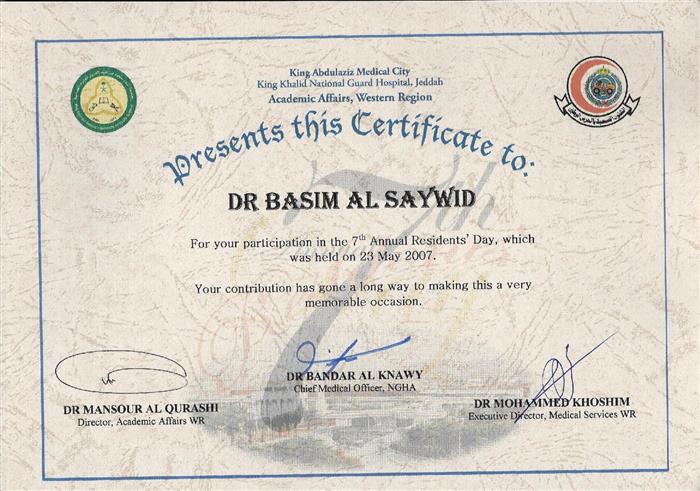 King Abdulaziz Medical City
King Khalid National Guard Hospital, Jeddah
Academic Affairs, Western Region
Presents this Certificate to:
DR BASIM AL SAYWID
For your participation in the 7th Annual Residents' Day, which
was held on 23 May 2007.
Your contribution has gone a long way to making this a very
memorable occasion.
DR BANDAR AL KNAWY
Chief Medical Officer, NGHA
DR MANSOUR AL QURASHI
Director, Academic Affairs WR
DR MOHAMMED KHOSHIM
Executive Director, Medical Services WR
7th